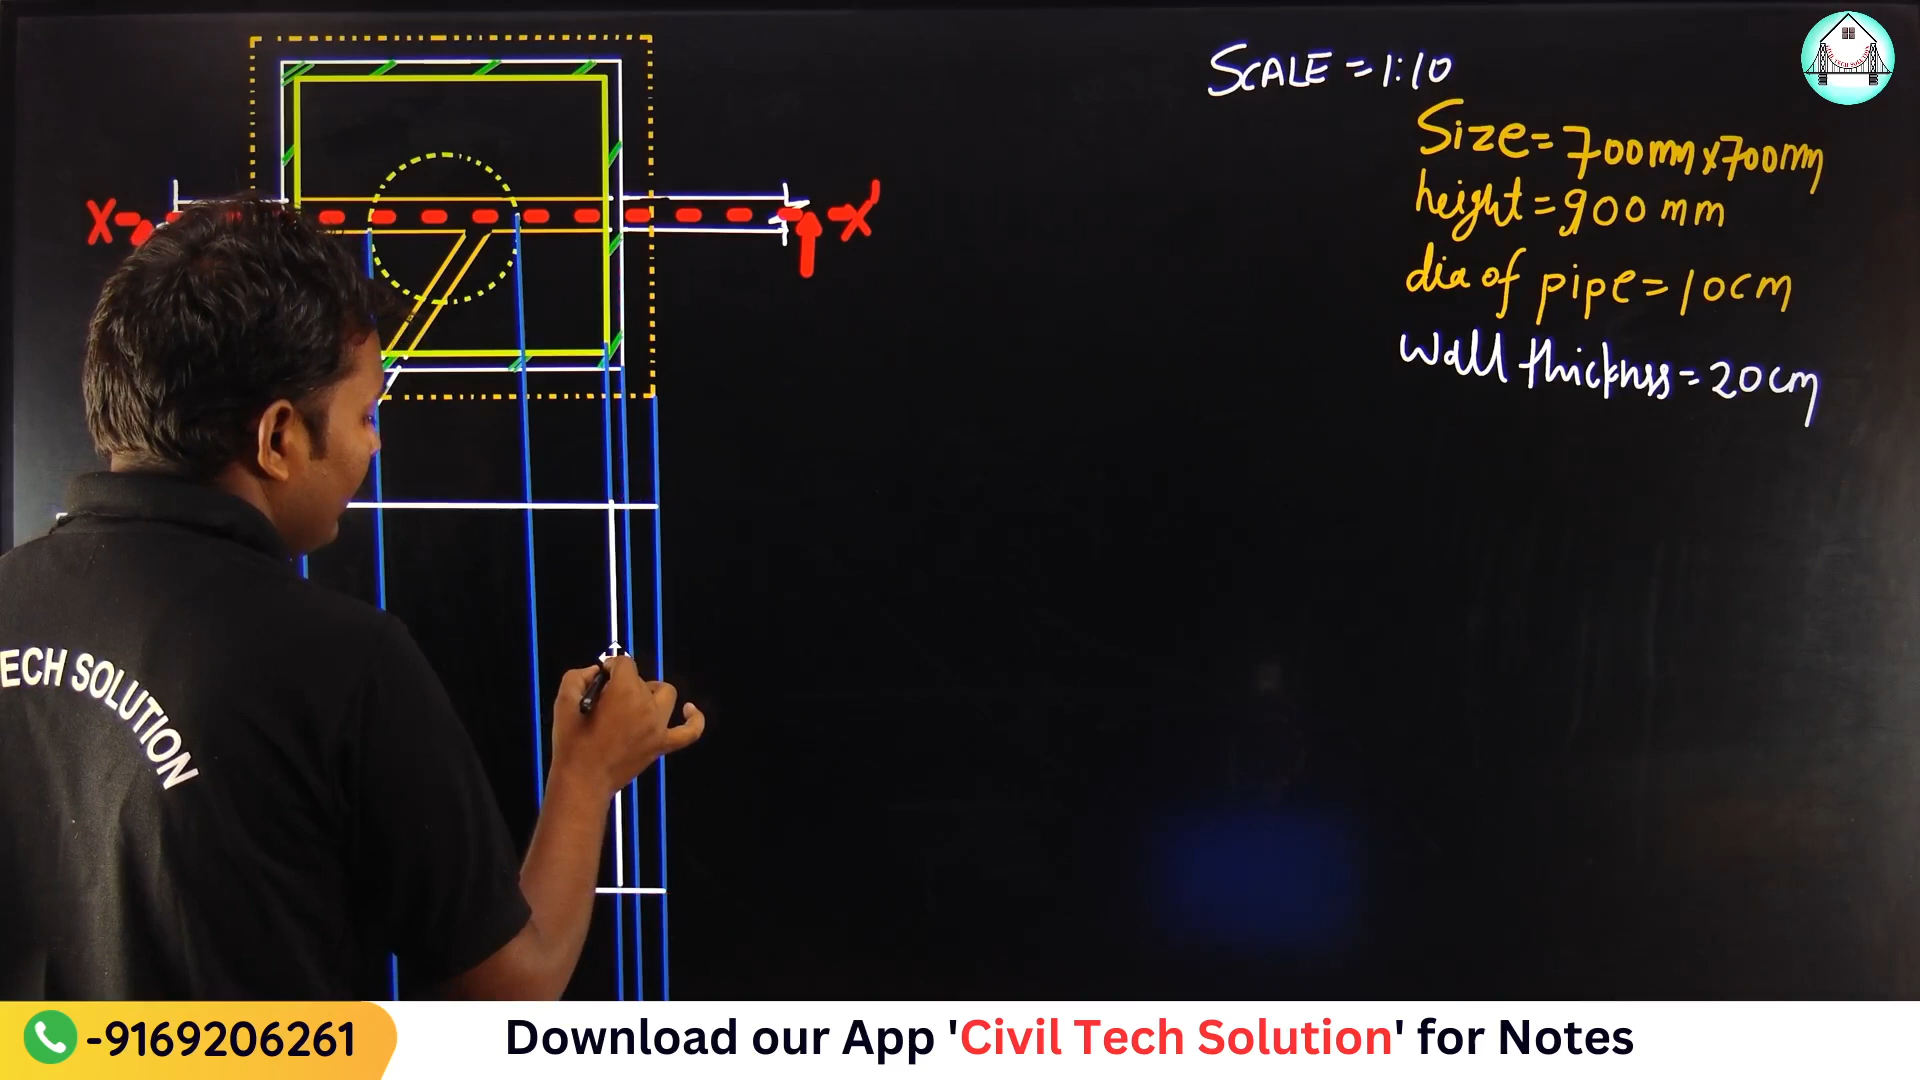 SCALE = 1:10
Size = 700mm x 700mm
height = 900 mm
dia of pipe = 10cm
wall thicknss = 20cm
X
X'
ECH SOLUTION
-9169206261
Download our App 'Civil Tech Solution' for Notes